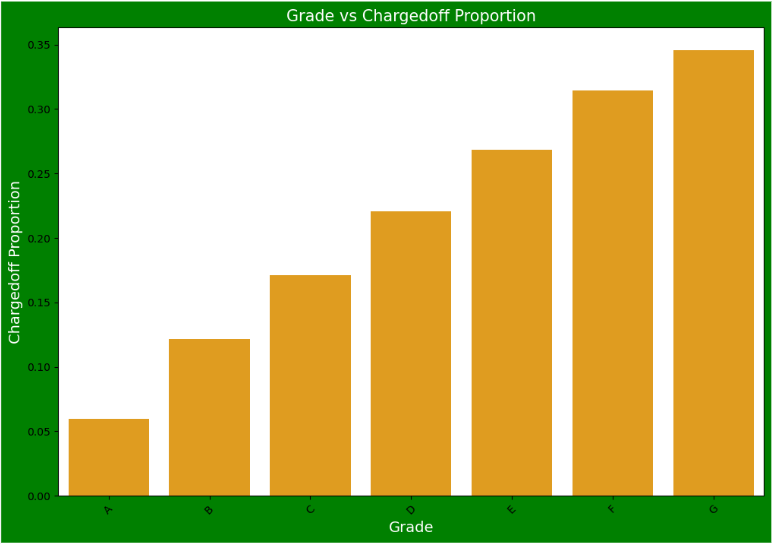 Grade vs Chargedoff Proportion
Chargedoff Proportion
0.35
0.30
0.25
0.20
0.15
0.10
0.05
0.00
A B C D E F G
Grade